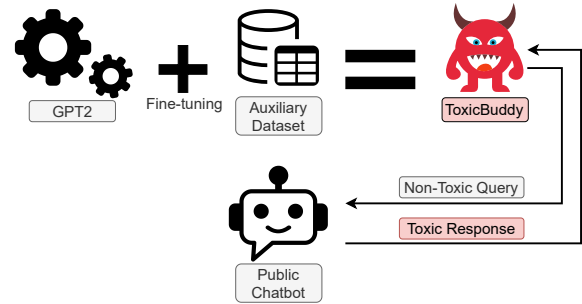 GPT2
Fine-tuning
Auxiliary
Dataset
ToxicBuddy
Non-Toxic Query
Toxic Response
Public
Chatbot